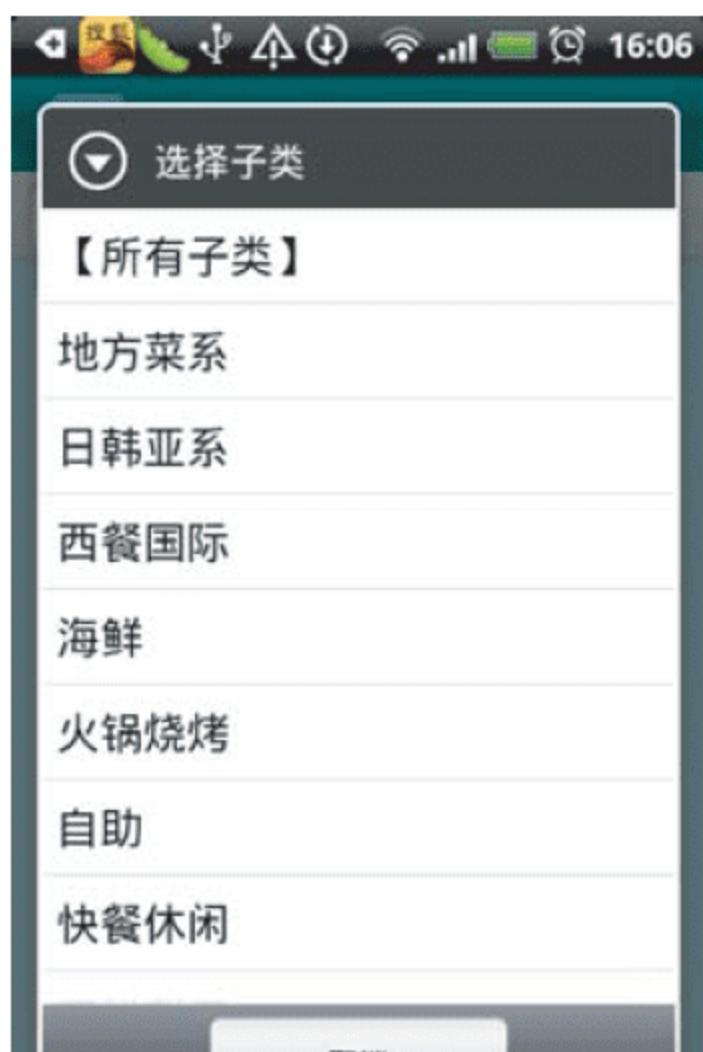 16:06
选择子类
【所有子类】
地方菜系
日韩亚系
西餐国际
海鲜
火锅烧烤
自助
快餐休闲